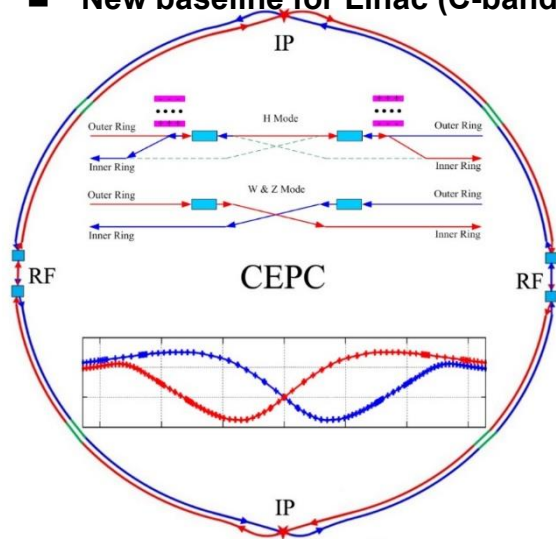 ■ New baseline for Linac (C-band
IP
H Mode
Outer Ring
Outer Ring
Inner Ring
Inner Ring
W & Z Mode
Outer Ring
Outer Ring
Inner Ring
Inner Ring
RF
CEPC
RF
IP